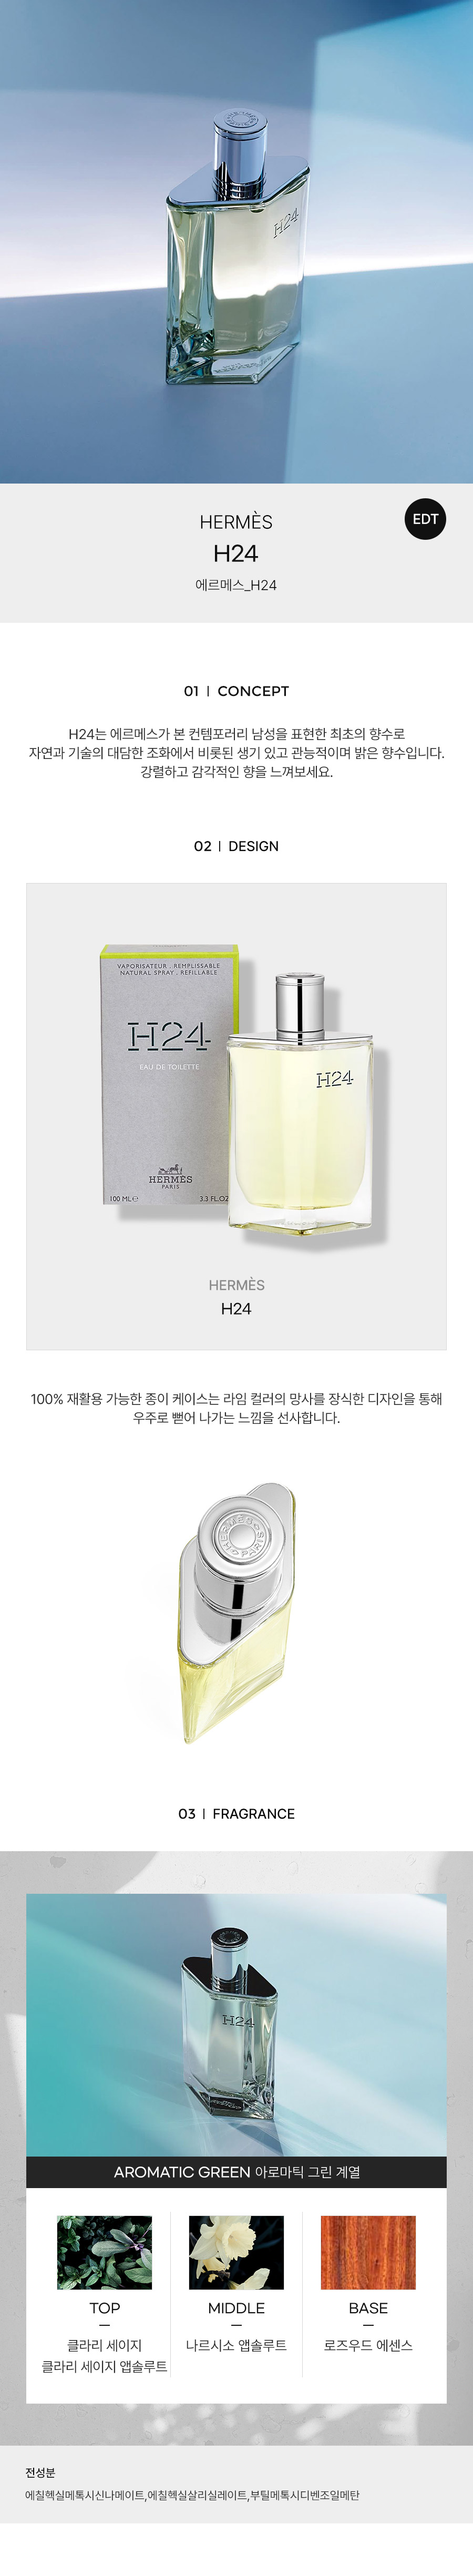 H24
HERMÈS
EDT
H24
에르메스_H24
01 | CONCEPT
H24는 에르메스가 본 컨템포러리 남성을 표현한 최초의 향수로
자연과 기술의 대담한 조화에서 비롯된 생기 있고 관능적이며 밝은 향수입니다.
강렬하고 감각적인 향을 느껴보세요.
02 | DESIGN
VAPORISATEUR . REMPLISSABLE
NATURAL SPRAY . REFILLABLE
H24
EAU DE TOILETTE
HERMÈS
PARIS
100 ML℮ 3.3 FL.OZ
H24
HERMÈS
H24
100% 재활용 가능한 종이 케이스는 라임 컬러의 망사를 장식한 디자인을 통해
우주로 뻗어 나가는 느낌을 선사합니다.
HERMÈS
PARIS
03 | FRAGRANCE
H24
AROMATIC GREEN 아로마틱 그린 계열
TOP
클라리 세이지
클라리 세이지 앱솔루트
MIDDLE
나르시소 앱솔루트
BASE
로즈우드 에센스
전성분
에칠헥실메톡시신나메이트,에칠헥실살리실레이트,부틸메톡시디벤조일메탄